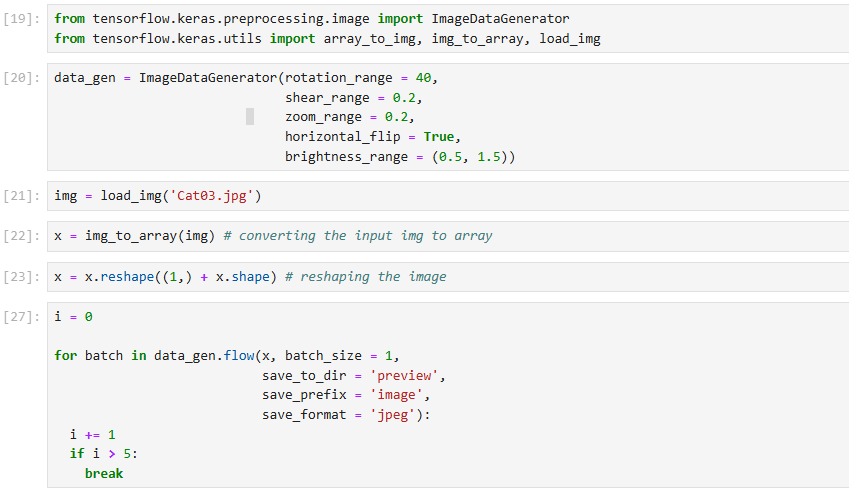 [19]: from tensorflow.keras.preprocessing.image import ImageDataGenerator
from tensorflow.keras.utils import array_to_img, img_to_array, load_img
[20]: data_gen = ImageDataGenerator(rotation_range = 40,
shear_range = 0.2,
zoom_range = 0.2,
horizontal_flip = True,
brightness_range = (0.5, 1.5))
[21]: img = load_img('Cat03.jpg')
[22]: x = img_to_array(img) # converting the input img to array
[23]: x = x.reshape((1,) + x.shape) # reshaping the image
[27]: i = 0
for batch in data_gen.flow(x, batch_size = 1,
save_to_dir = 'preview',
save_prefix = 'image',
save_format = 'jpeg'):
i += 1
if i > 5:
break